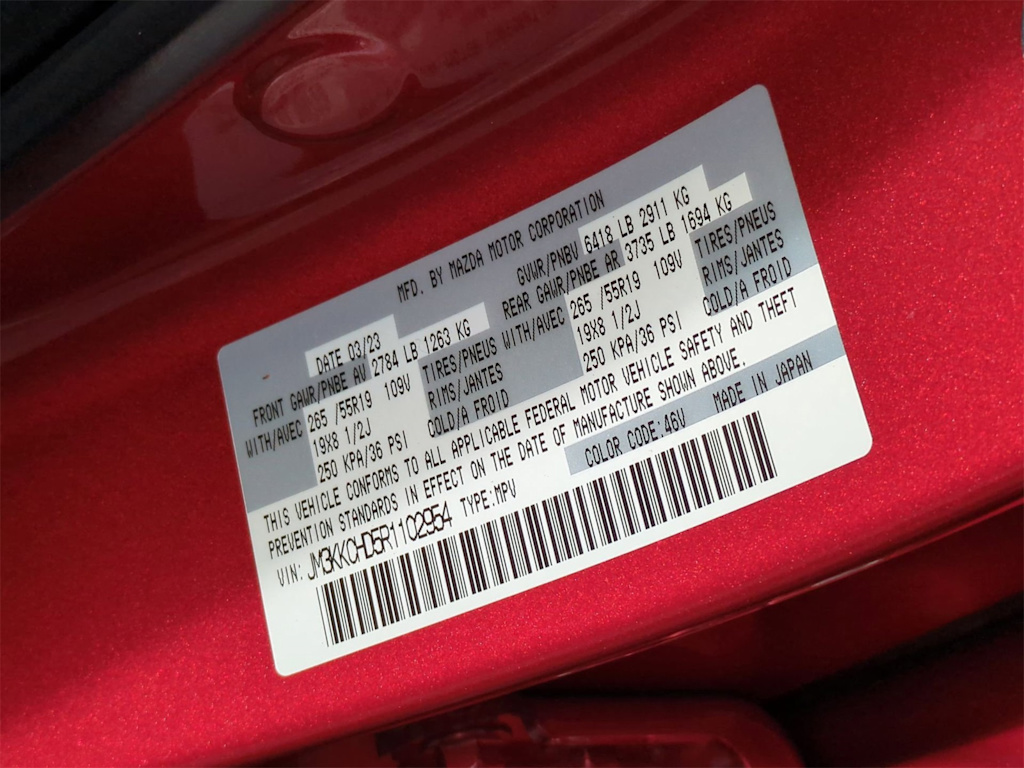 MFD. BY MAZDA MOTOR CORPORATION
DATE 03/23 GVWR/PNBV 6418 LB 2911 KG
FRONT GAWR/PNBE AV 2784 LB 1263 KG REAR GAWR/PNBE AR 3735 LB 1694 KG
WITH/AVEC 265 /55R19 109V TIRES/PNEUS WITH/AVEC 265 /55R19 109V TIRES/PNEUS
19X8 1/2J RIMS/JANTES 19X8 1/2J RIMS/JANTES
250 KPA/36 PSI COLD/A FROID 250 KPA/36 PSI COLD/A FROID
THIS VEHICLE CONFORMS TO ALL APPLICABLE FEDERAL MOTOR VEHICLE SAFETY AND THEFT
PREVENTION STANDARDS IN EFFECT ON THE DATE OF MANUFACTURE SHOWN ABOVE.
VIN: JM3KKCHD5P1102954 TYPE:MPV COLOR CODE:46V MADE IN JAPAN